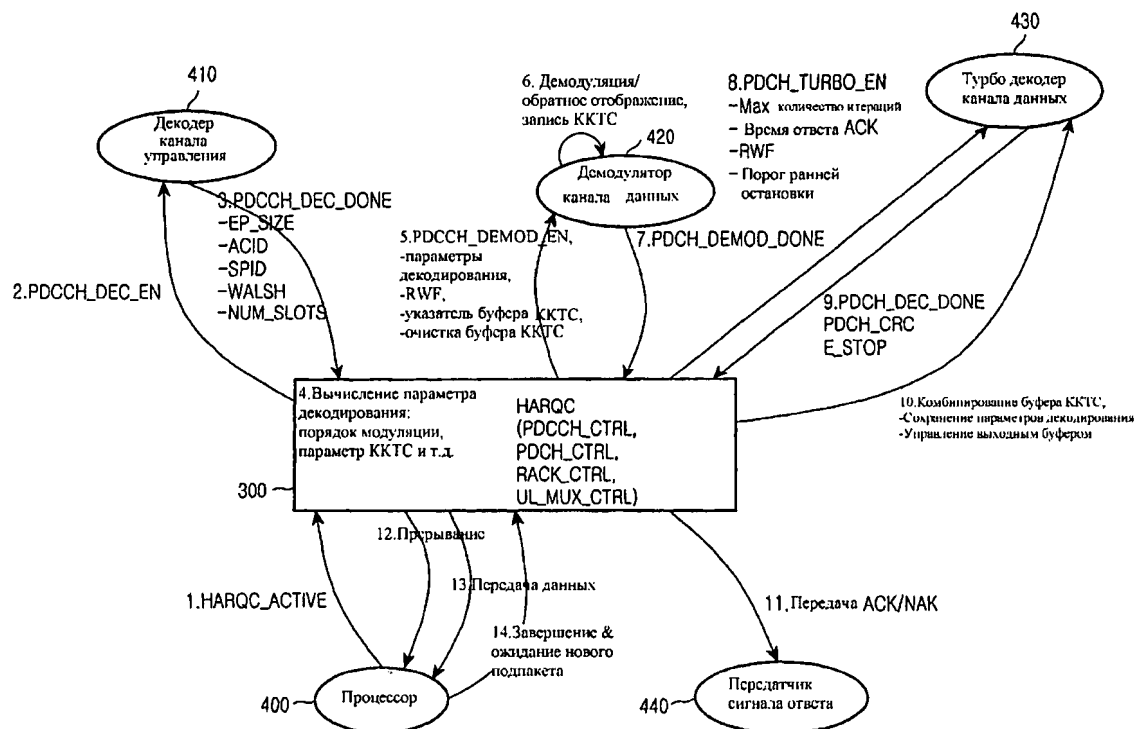 410
Декодер
канала
управления
2.PDCCH_DEC_EN
3.PDCCH_DEC_DONE
-EP_SIZE
-ACID
-SPID
-WALSH
-NUM_SLOTS
6. Демодуляция/
обратное отображение,
запись ККТС
420
Демодулятор
канала данных
5.PDCCH_DEMOD_EN,
-параметры
декодирования,
-RWF,
-указатель буфера ККТС,
-очистка буфера ККТС
7.PDCH_DEMOD_DONE
8.PDCH_TURBO_EN
-Max количество итераций
- Время ответа ACK
-RWF
- Порог ранней
остановки
430
Турбо декодер
канала данных
9.PDCH_DEC_DONE
PDCH_CRC
E_STOP
10.Комбинирование буфера ККТС,
-Сохранение параметров декодирования
-Управление выходным буфером
4.Вычисление параметра
декодирования;
порядок модуляции,
параметр ККТС и т.д.
HARQC
(PDCCH_CTRL,
PDCH_CTRL,
RACK_CTRL,
UL_MUX_CTRL)
300
12.Прерывание
13.Передача данных
1.HARQC_ACTIVE
14.Завершение &
ожидание нового
подпакета
11.Передача ACK/NAK
400
Процессор
440
Передатчик
сигнала ответа